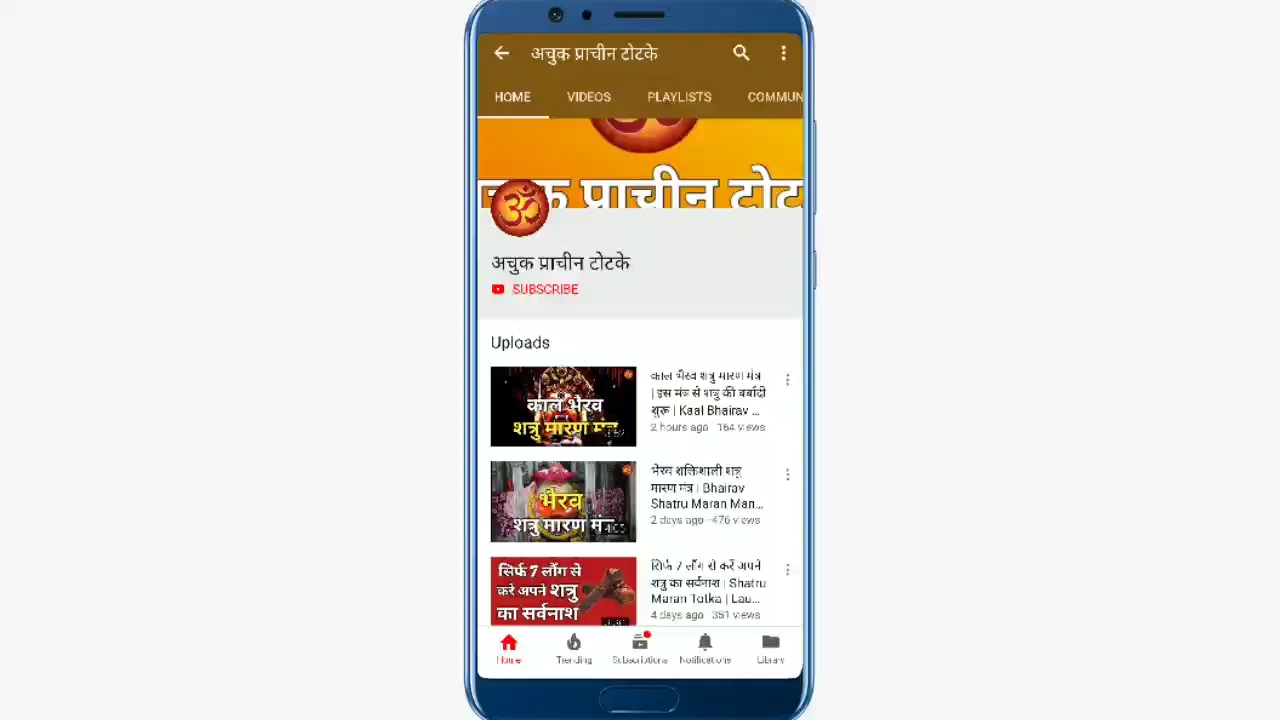 अचुक प्राचीन टोटके
HOME VIDEOS PLAYLISTS COMMUN
क प्राचीन टोट
ॐ
अचुक प्राचीन टोटके
SUBSCRIBE
Uploads
काल भैरव
शत्रु मारण मंत्र
काल भैरव शत्रु मारण मंत्र
| इस मंत्र से शत्रु की बर्बादी
शुरू | Kaal Bhairav ...
2 hours ago 164 views
भैरव
शत्रु मारण मंत्र
भैरव शक्तिशाली शत्रु
मारण मंत्र | Bhairav
Shatru Maran Man...
2 days ago 476 views
सिर्फ 7 लौंग से
करे अपने शत्रु
का सर्वनाश
सिर्फ 7 लौंग से करें अपने
शत्रु का सर्वनाश | Shatru
Maran Totka | Lau...
4 days ago 351 views
Home Trending Subscriptions Notifications Library